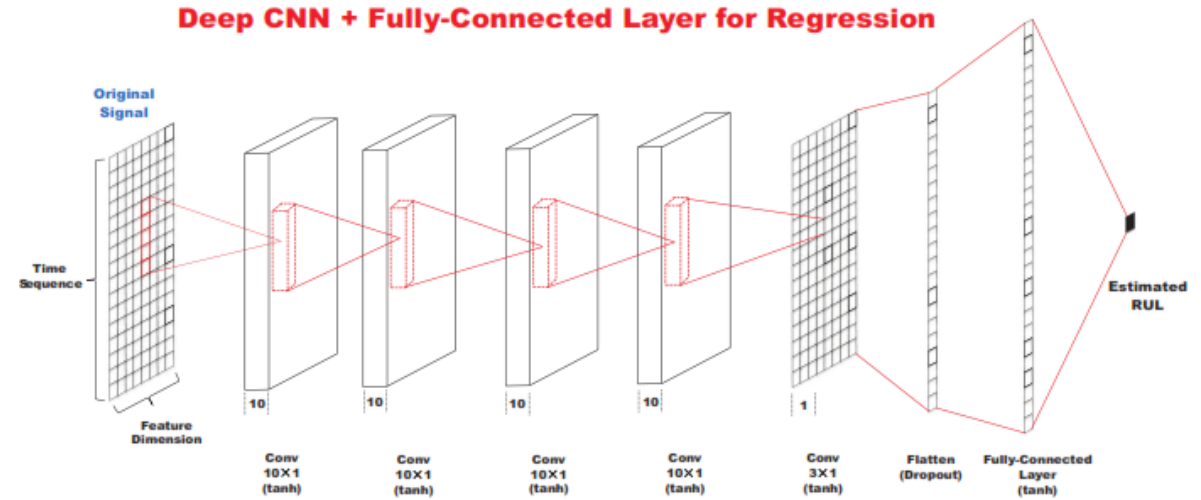 Deep CNN + Fully-Connected Layer for Regression
Original
Signal
Time
Sequence
Feature
Dimension
10
10
10
10
1
Conv
10×1
(tanh)
Conv
10×1
(tanh)
Conv
10×1
(tanh)
Conv
10×1
(tanh)
Conv
3×1
(tanh)
Flatten
(Dropout)
Fully-Connected
Layer
(tanh)
Estimated
RUL